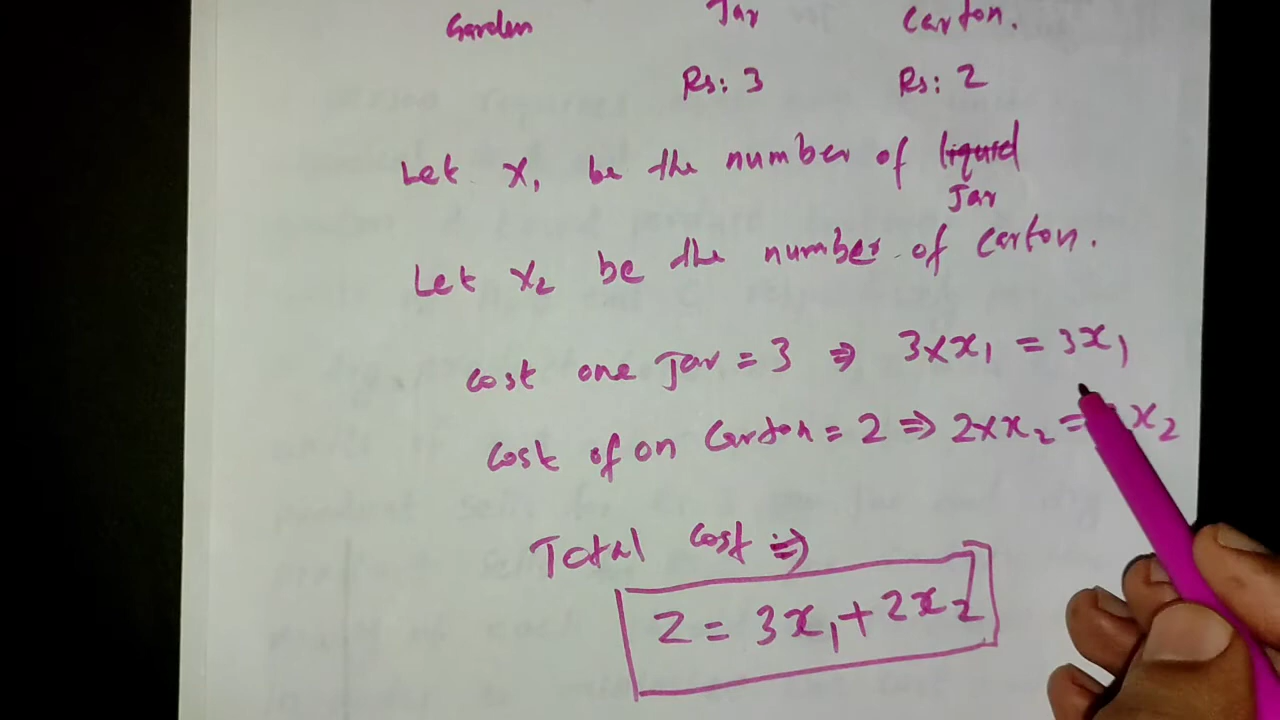 Garden Jar Carton.
Rs: 3 Rs: 2
Let x₁ be the number of liquid
Jar
Let x₂ be the number of carton.
cost one Jar = 3 ⇒ 3×x₁ = 3x₁
cost of on Carton = 2 ⇒ 2×x₂ = x₂
Total cost ⇒
Z = 3x₁ + 2x₂